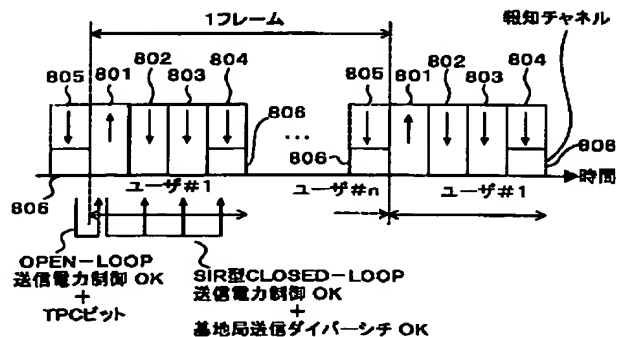 1フレーム
報知チャネル
805 801 802 803 804 805 801 802 803 804
806 ... 806 806
806 ユーザ#1 ユーザ#n ユーザ#1 時間
OPEN-LOOP
送信電力制御 OK
+
TPCビット
SIR型CLOSED-LOOP
送信電力制御 OK
+
基地局送信ダイバーシチ OK